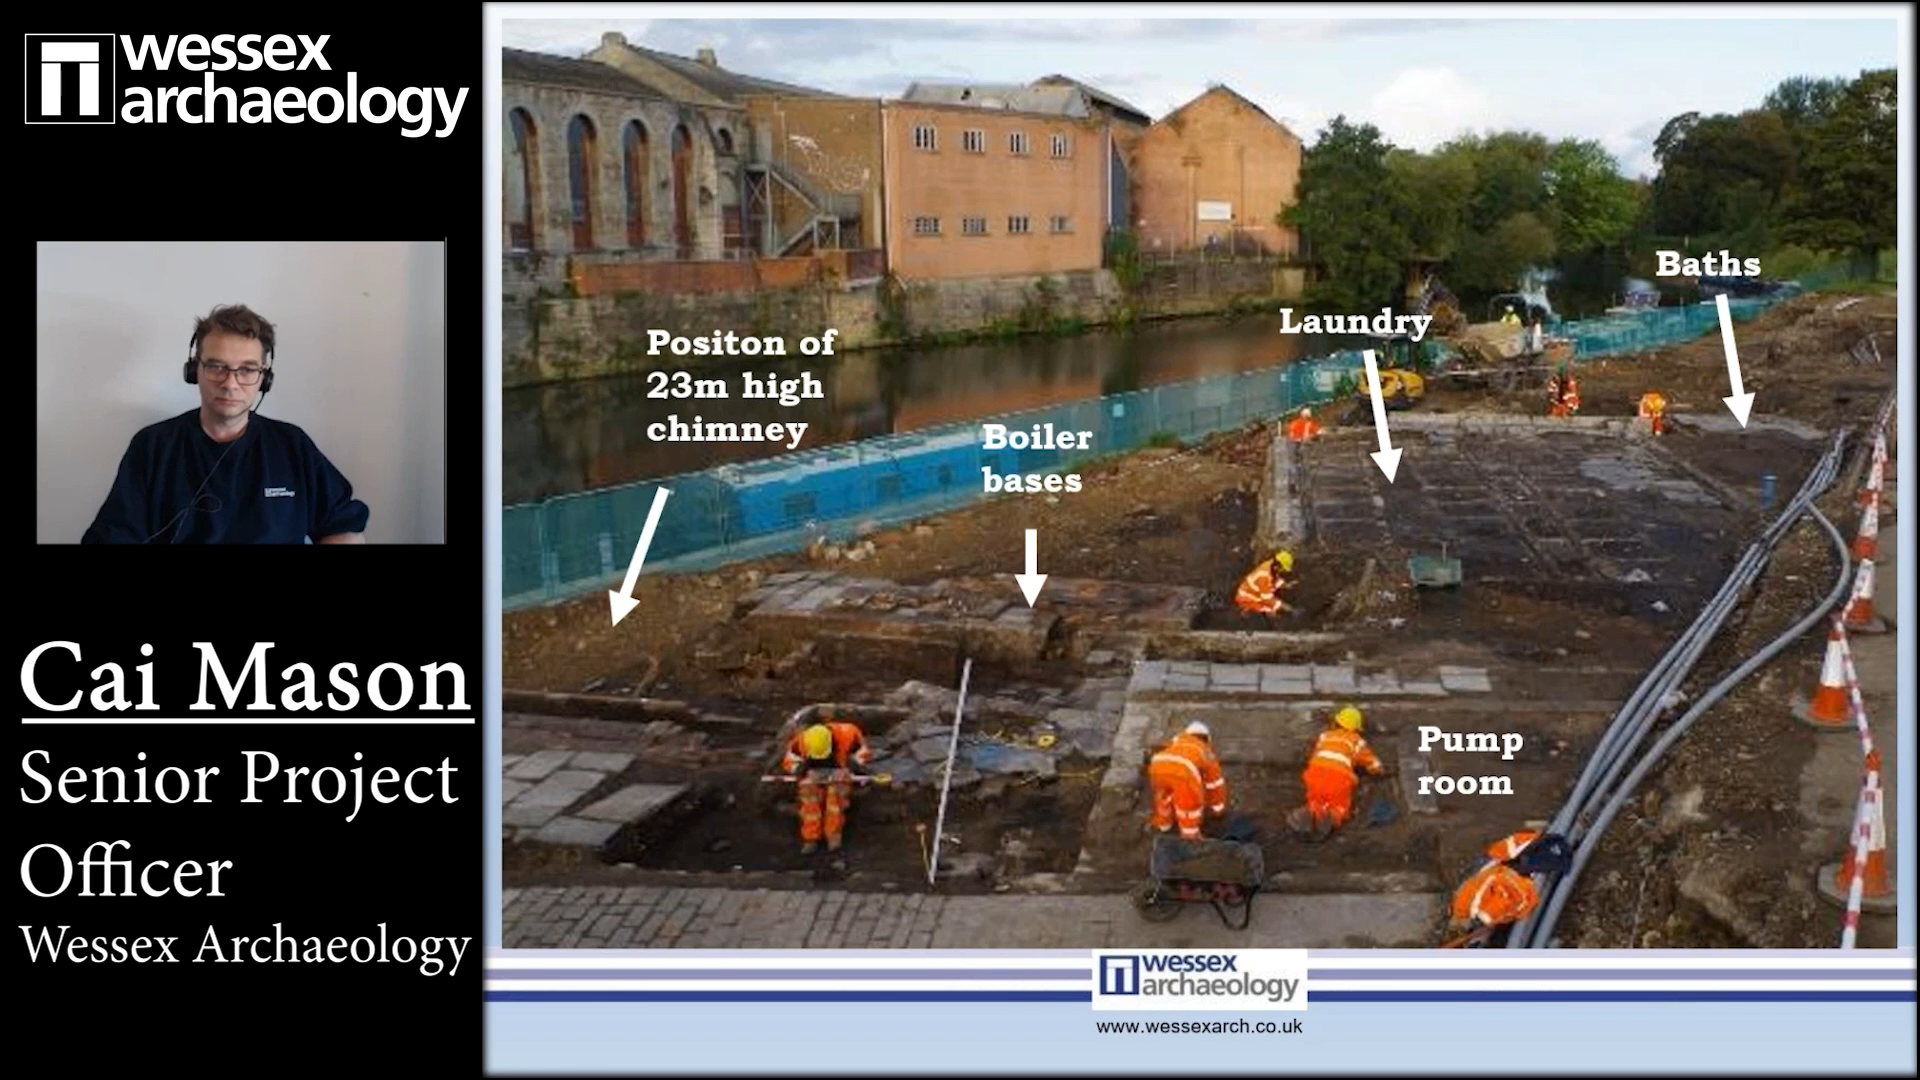 wessex
archaeology
Cai Mason
Senior Project
Officer
Wessex Archaeology
Positon of
23m high
chimney
Boiler
bases
Laundry
Baths
Pump
room
wessex
archaeology
www.wessexarch.co.uk